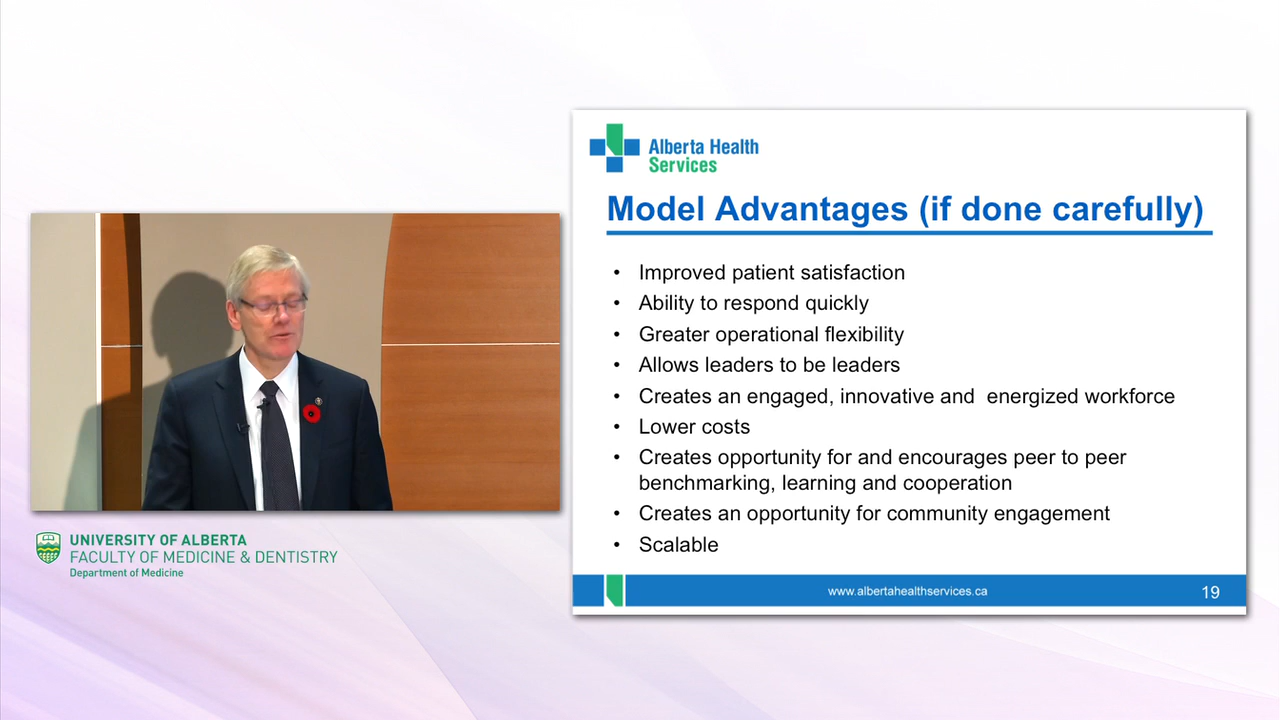 Alberta Health
Services
Model Advantages (if done carefully)
• Improved patient satisfaction
• Ability to respond quickly
• Greater operational flexibility
• Allows leaders to be leaders
• Creates an engaged, innovative and  energized workforce
• Lower costs
• Creates opportunity for and encourages peer to peer
benchmarking, learning and cooperation
• Creates an opportunity for community engagement
• Scalable
www.albertahealthservices.ca
19
UNIVERSITY OF ALBERTA
FACULTY OF MEDICINE & DENTISTRY
Department of Medicine